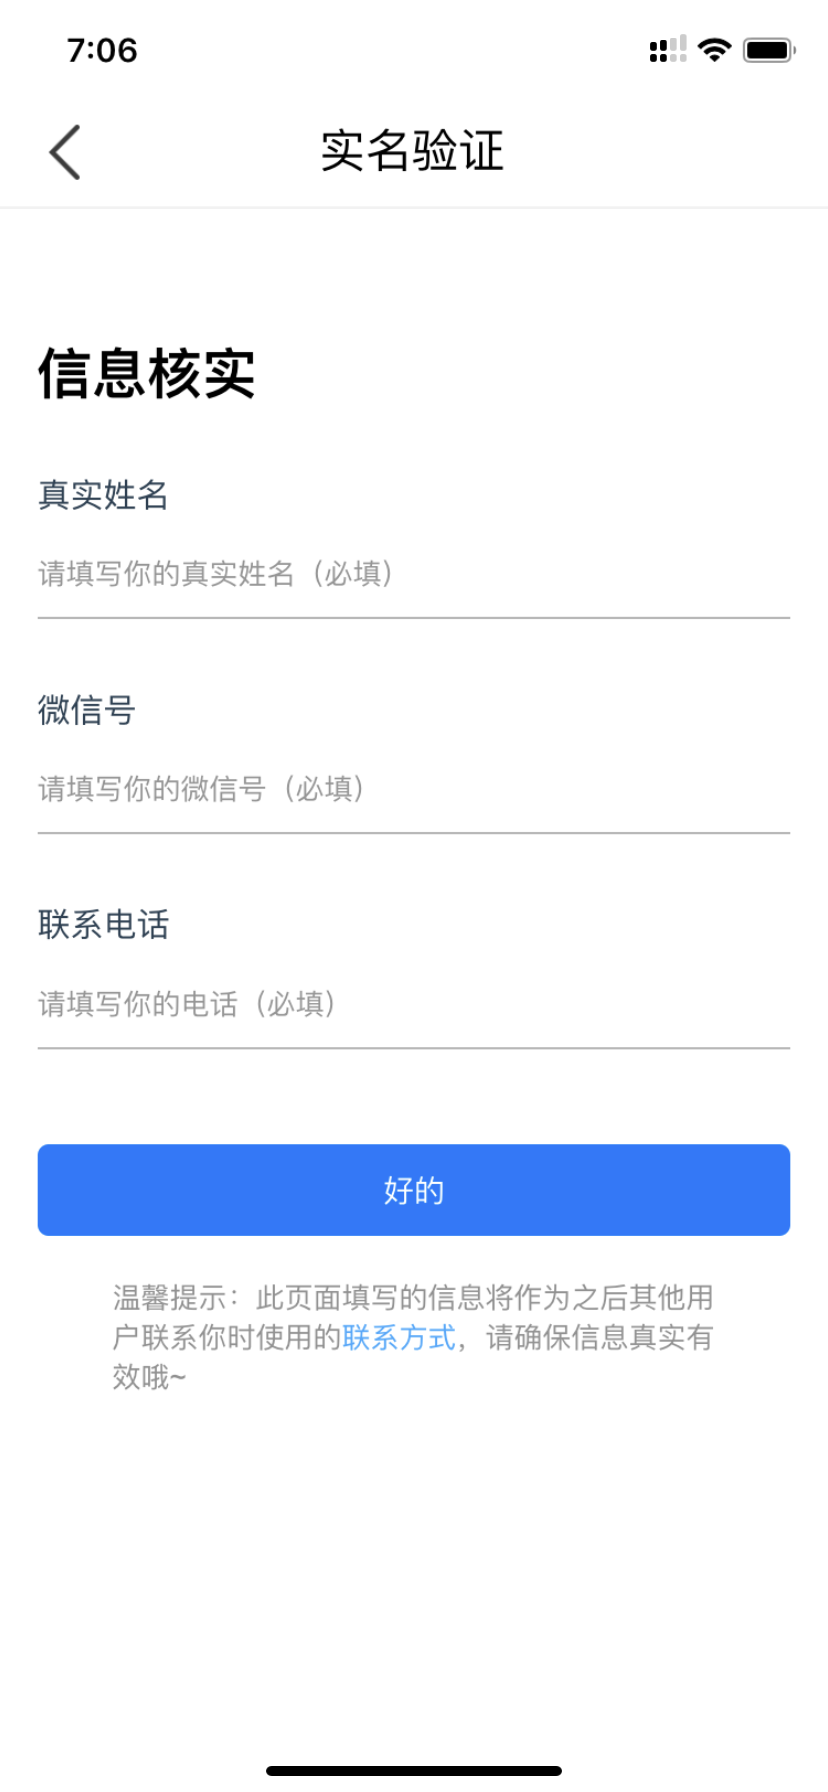 7:06
实名验证
信息核实
真实姓名
请填写你的真实姓名（必填）
微信号
请填写你的微信号（必填）
联系电话
请填写你的电话（必填）
好的
温馨提示：此页面填写的信息将作为之后其他用
户联系你时使用的联系方式，请确保信息真实有
效哦~